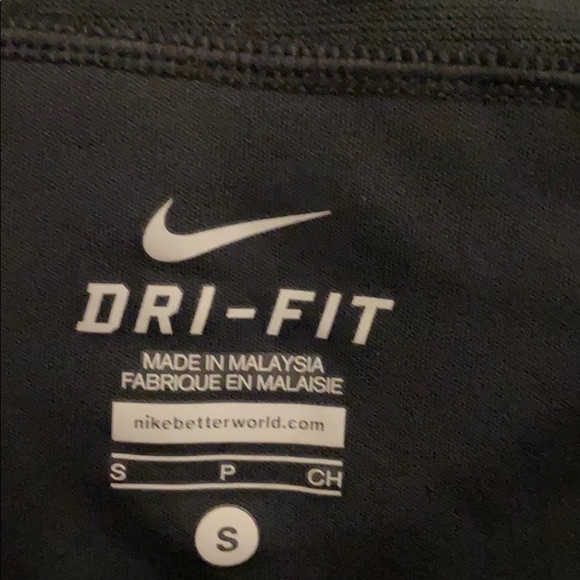 DRI-FIT
MADE IN MALAYSIA
FABRIQUE EN MALAISIE
nikebetterworld.com
S P CH
S